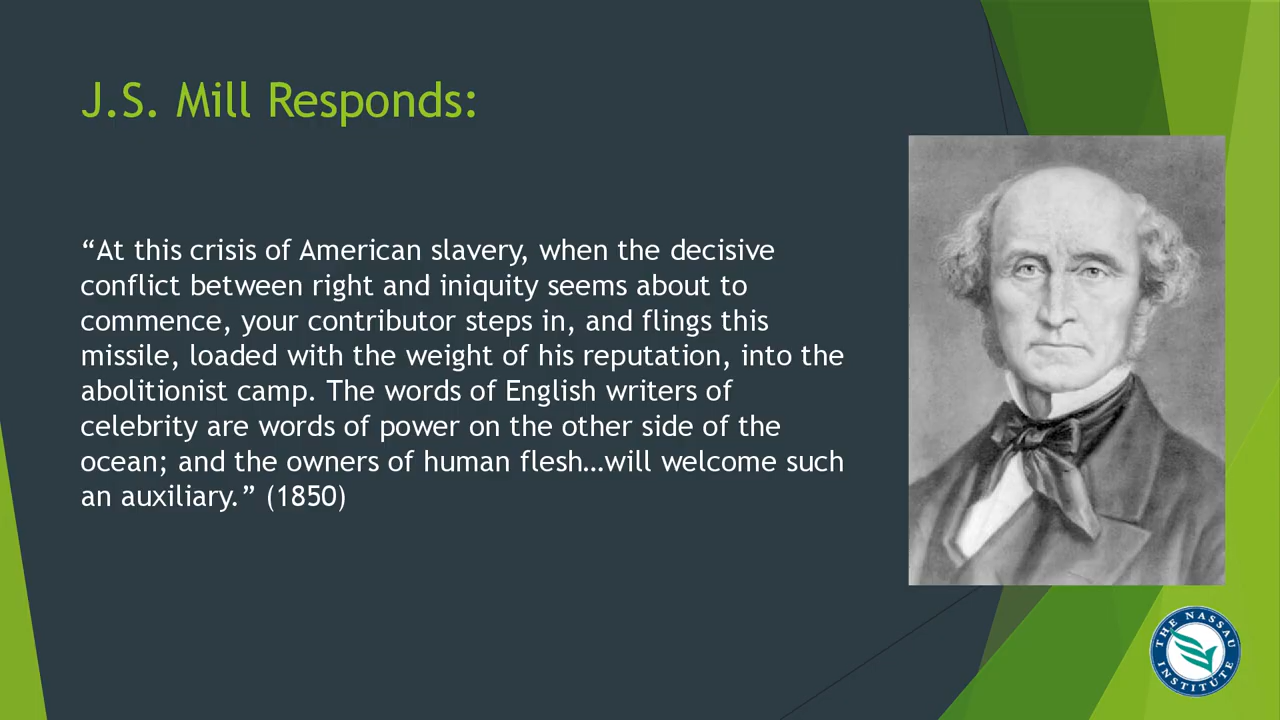 J.S. Mill Responds:
“At this crisis of American slavery, when the decisive
conflict between right and iniquity seems about to
commence, your contributor steps in, and flings this
missile, loaded with the weight of his reputation, into the
abolitionist camp. The words of English writers of
celebrity are words of power on the other side of the
ocean; and the owners of human flesh…will welcome such
an auxiliary.” (1850)
THE NASSAU
INSTITUTE